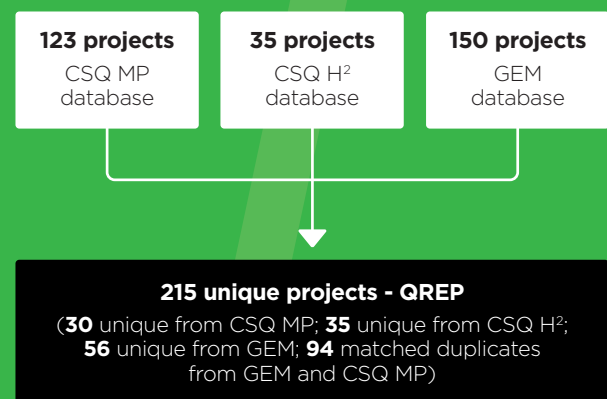 123 projects
CSQ MP
database
35 projects
CSQ H²
database
150 projects
GEM
database
215 unique projects - QREP
(30 unique from CSQ MP; 35 unique from CSQ H²;
56 unique from GEM; 94 matched duplicates
from GEM and CSQ MP)